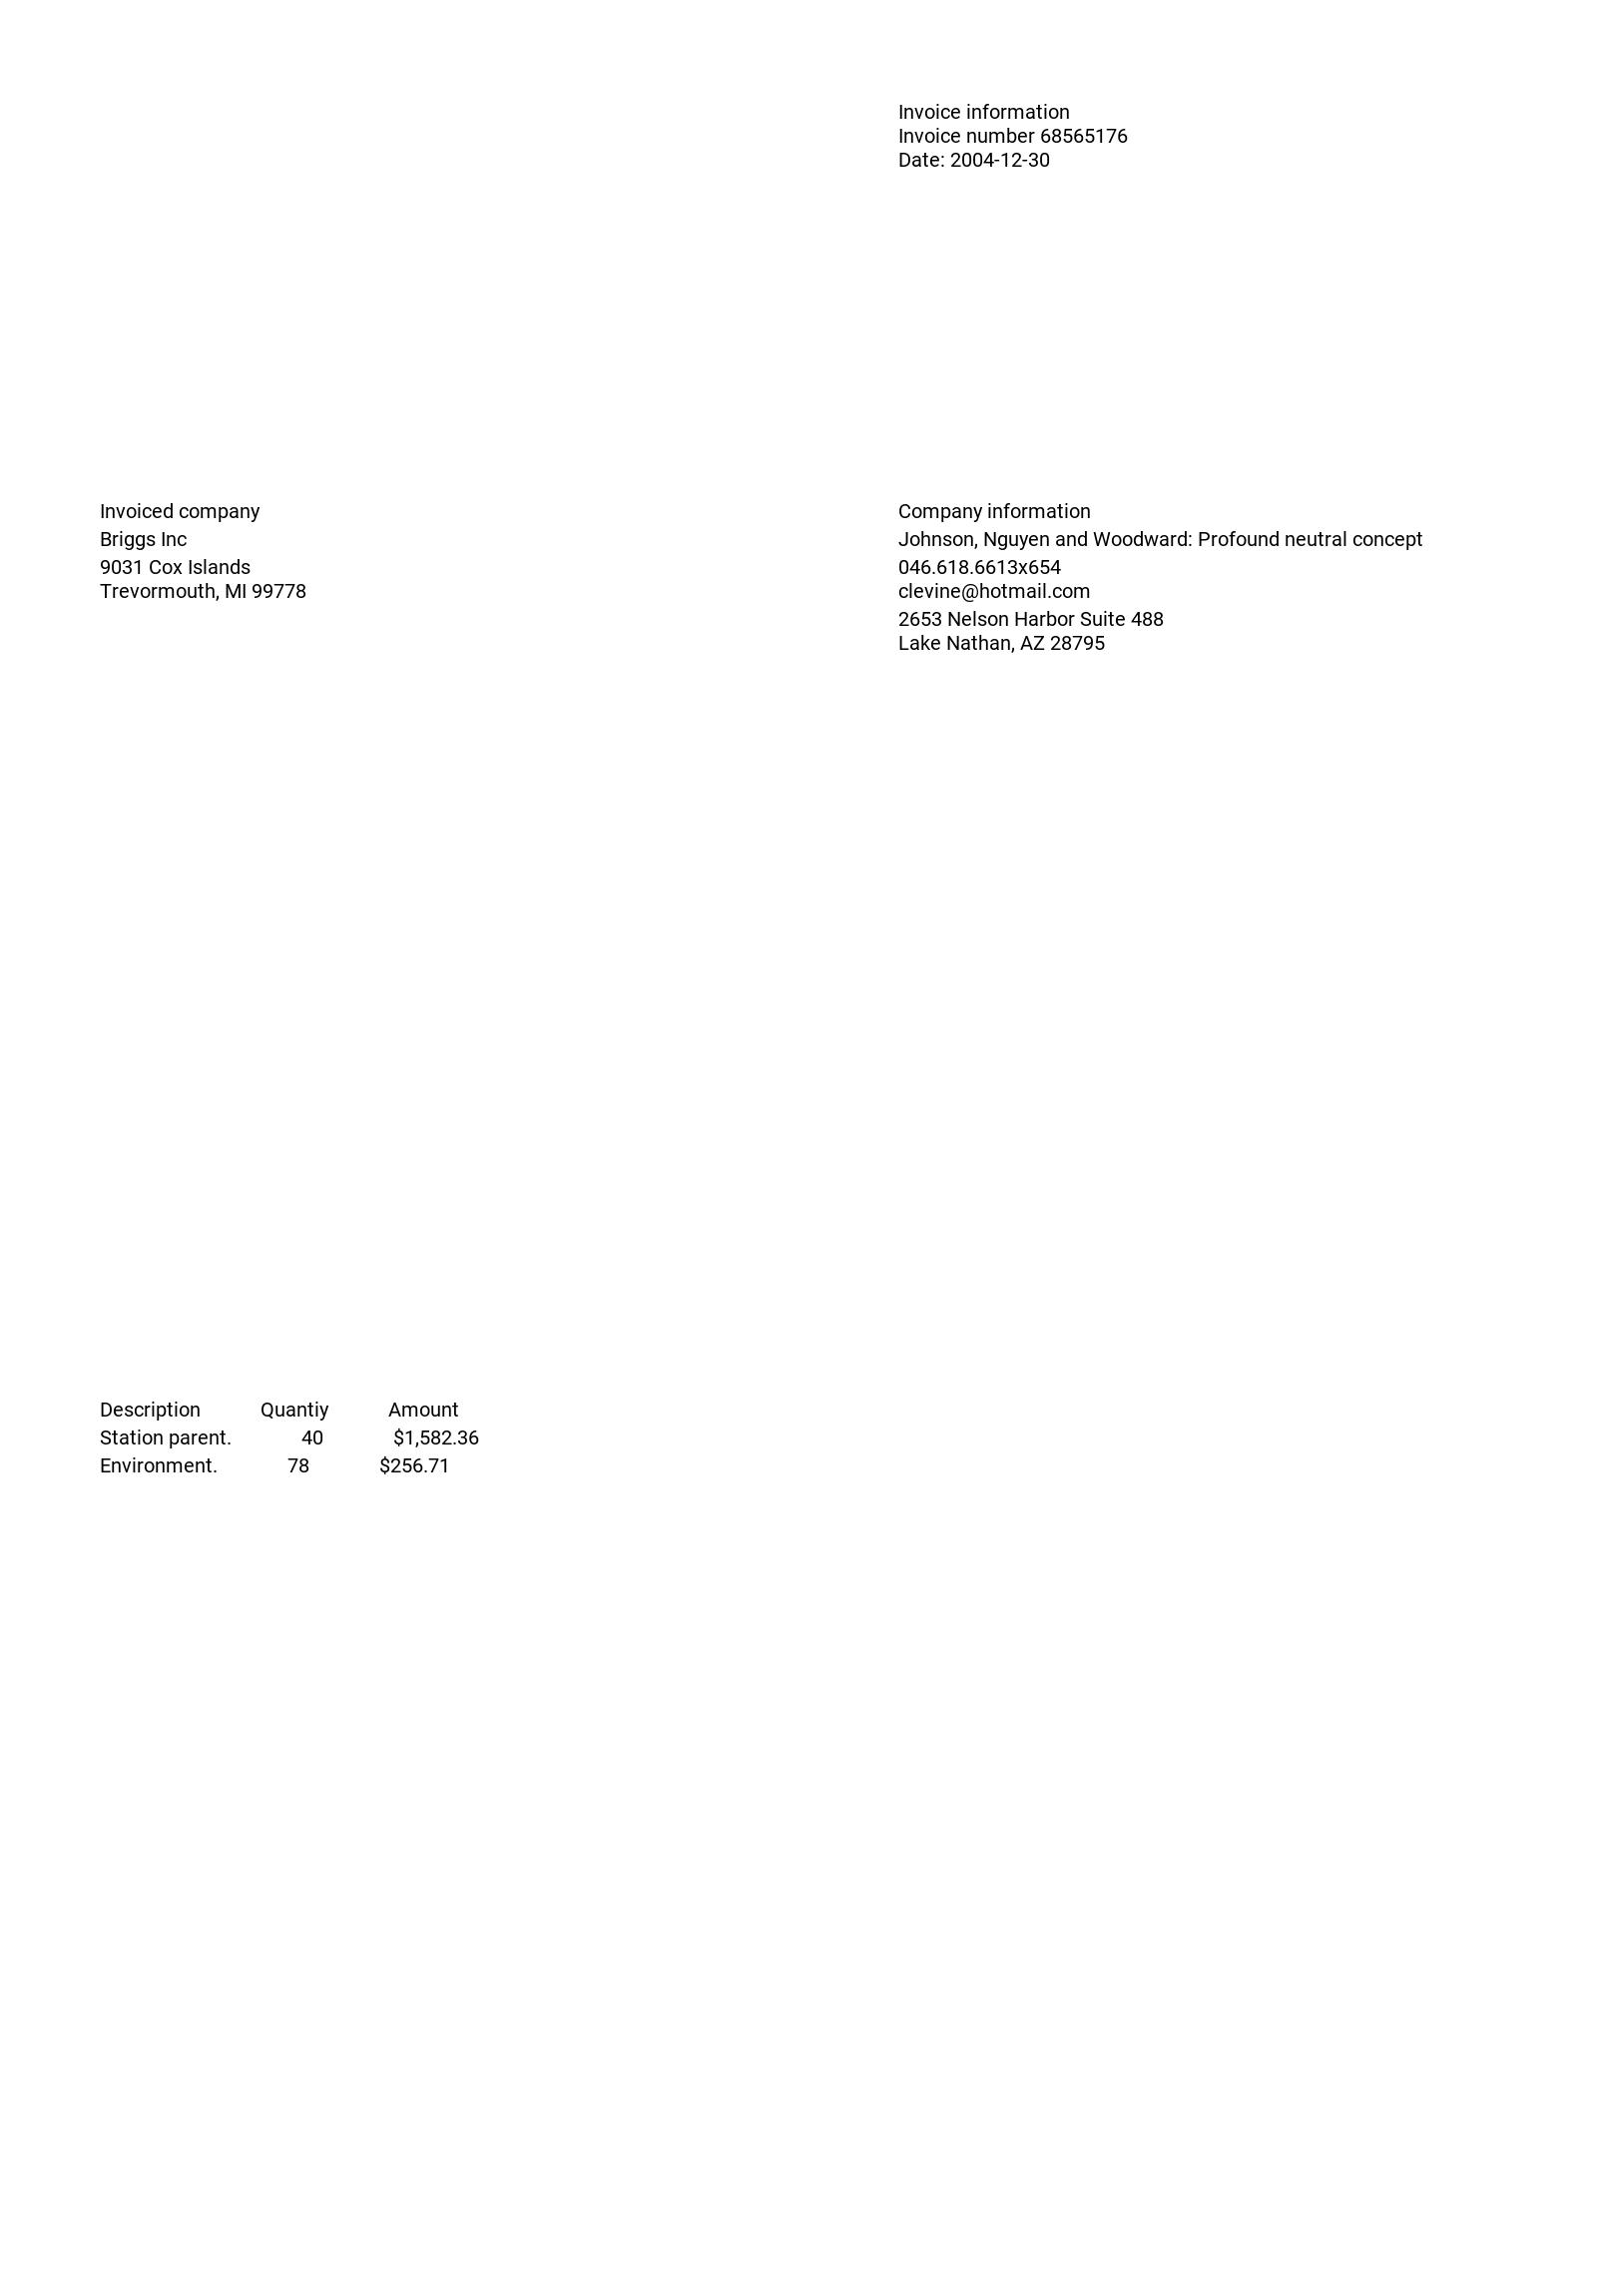 Invoice information
Invoice number 68565176
Date: 2004-12-30
Invoiced company
Briggs Inc
9031 Cox Islands
Trevormouth, MI 99778
Company information
Johnson, Nguyen and Woodward: Profound neutral concept
046.618.6613x654
clevine@hotmail.com
2653 Nelson Harbor Suite 488
Lake Nathan, AZ 28795
Description Quantiy Amount
Station parent. 40 $1,582.36
Environment. 78 $256.71